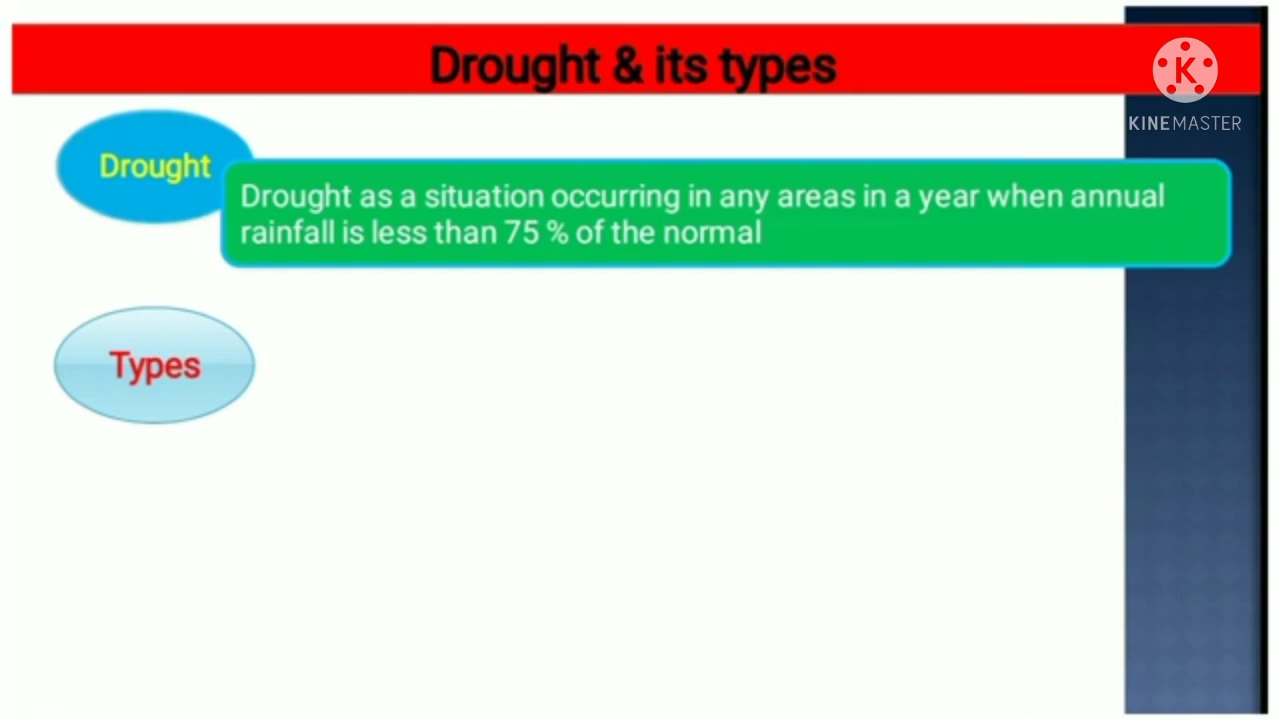 Drought & its types
K
KINEMASTER
Drought
Drought as a situation occurring in any areas in a year when annual
rainfall is less than 75 % of the normal
Types